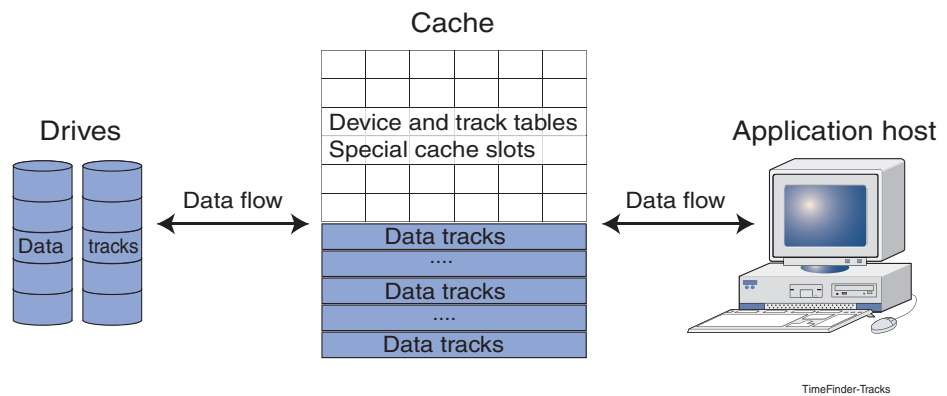 Cache
Drives
Data
tracks
Data flow
Device and track tables
Special cache slots
Data tracks
....
Data tracks
....
Data tracks
Data flow
Application host
TimeFinder-Tracks